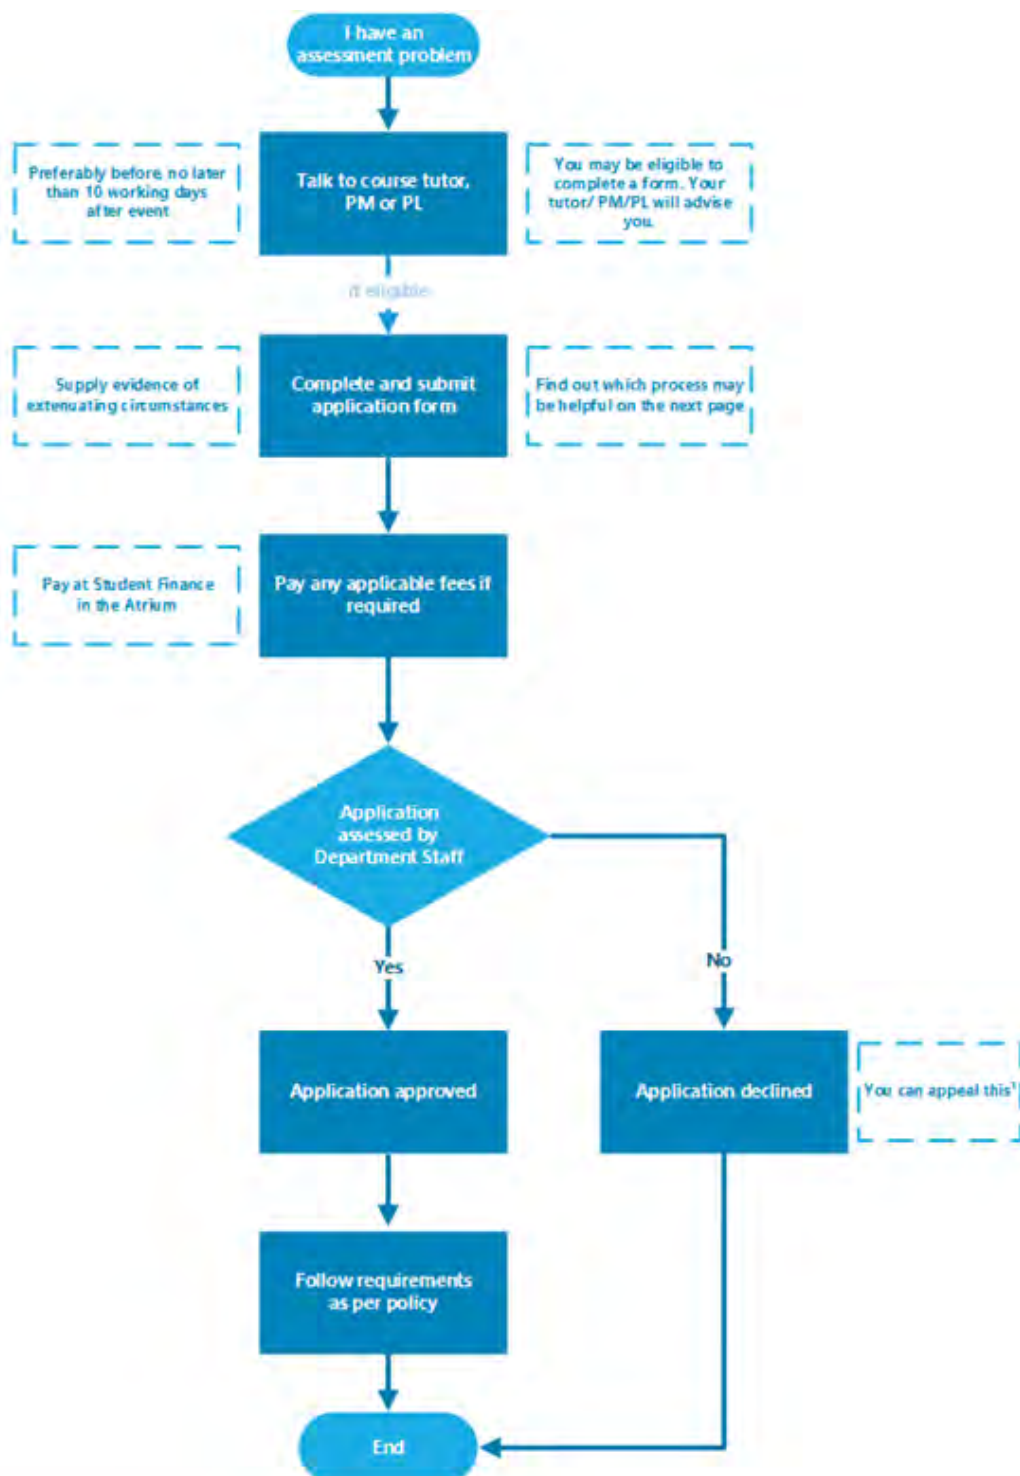 I have an
assessment problem
Preferably before, no later
than 10 working days
after event
Talk to course tutor,
PM or PL
You may be eligible to
complete a form. Your
tutor/ PM/PL will advise
you.
if eligible
Supply evidence of
extenuating circumstances
Complete and submit
application form
Find out which process may
be helpful on the next page
Pay at Student Finance
in the Atrium
Pay any applicable fees if
required
Application
assessed by
Department Staff
Yes
No
Application approved
Application declined
You can appeal this¹
Follow requirements
as per policy
End